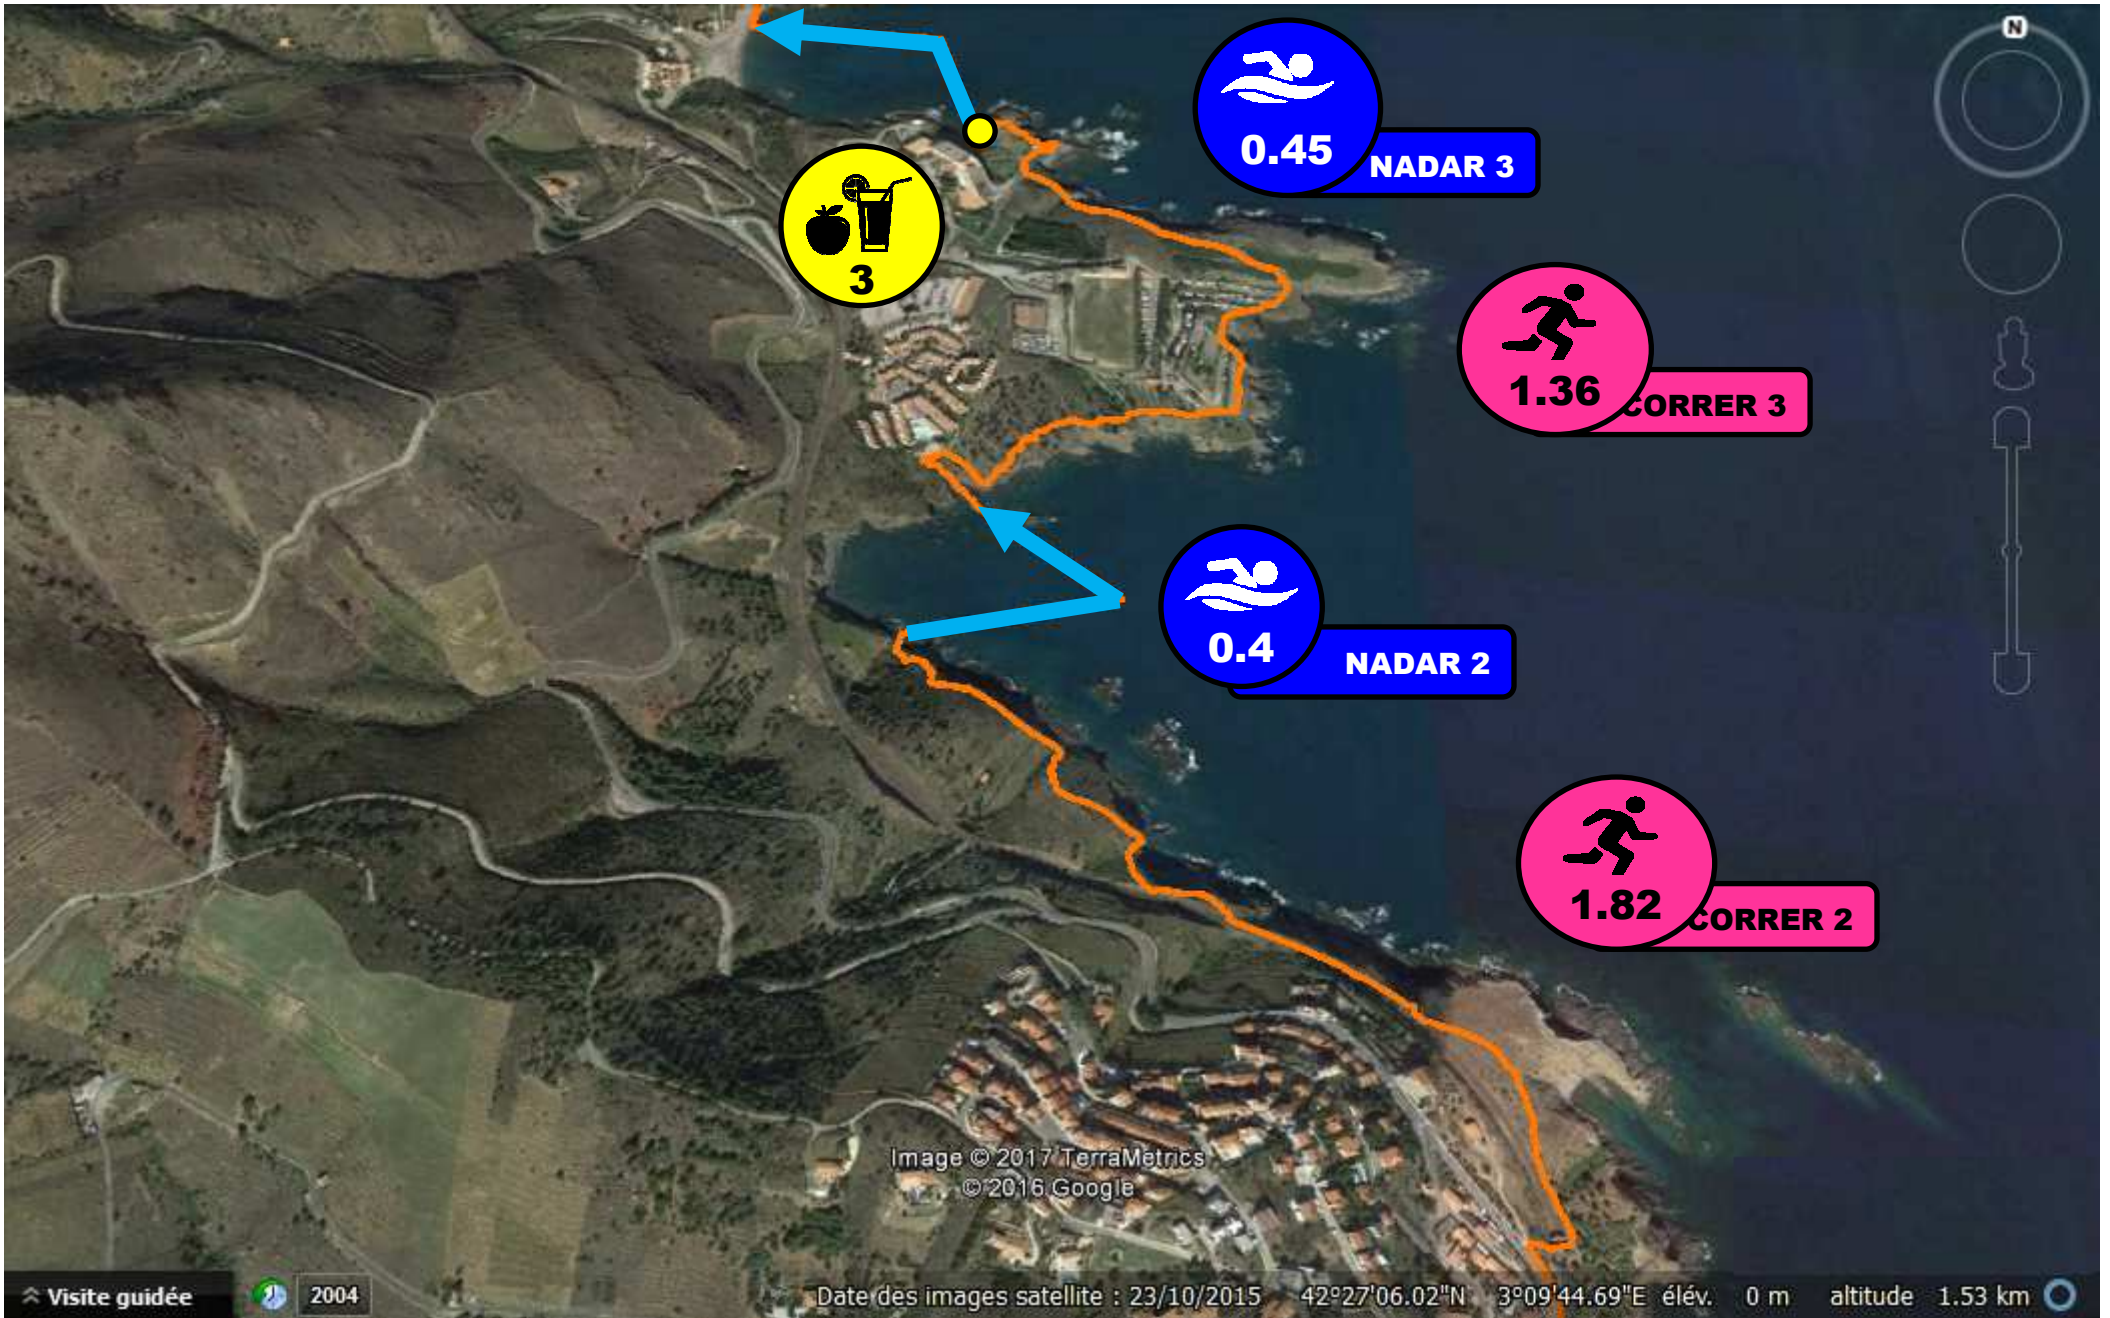 N
0.45
NADAR 3
3
1.36
CORRER 3
0.4
NADAR 2
1.82
CORRER 2
Image © 2017 TerraMetrics
© 2016 Google
Visite guidée
2004
Date des images satellite : 23/10/2015 42°27'06.02"N 3°09'44.69"E élév. 0 m altitude 1.53 km